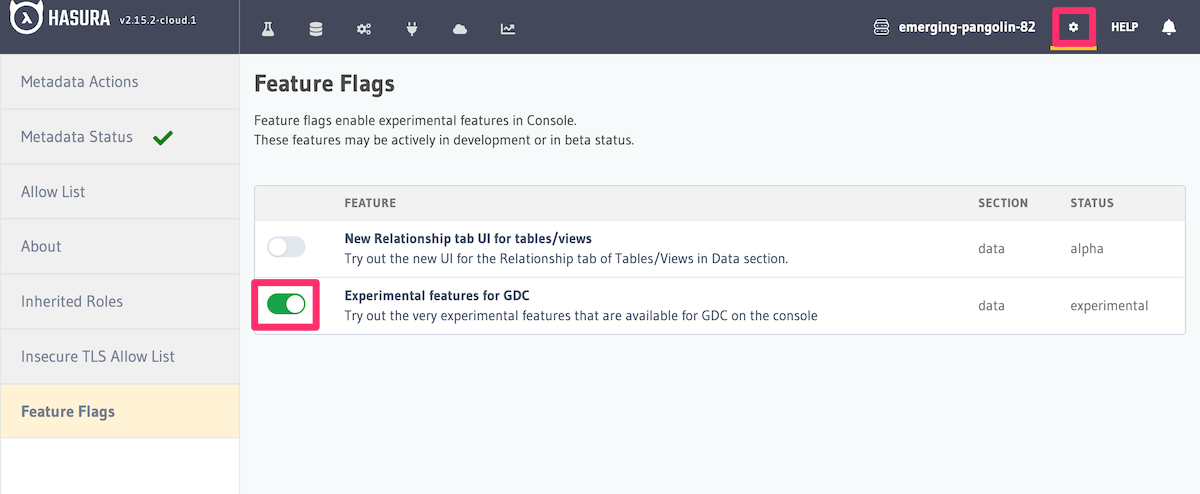 HASURA v2.15.2-cloud.1
emerging-pangolin-82 HELP
Metadata Actions
Metadata Status
Allow List
About
Inherited Roles
Insecure TLS Allow List
Feature Flags
Feature Flags
Feature flags enable experimental features in Console.
These features may be actively in development or in beta status.
FEATURE SECTION STATUS
New Relationship tab UI for tables/views
Try out the new UI for the Relationship tab of Tables/Views in Data section.
data alpha
Experimental features for GDC
Try out the very experimental features that are available for GDC on the console
data experimental